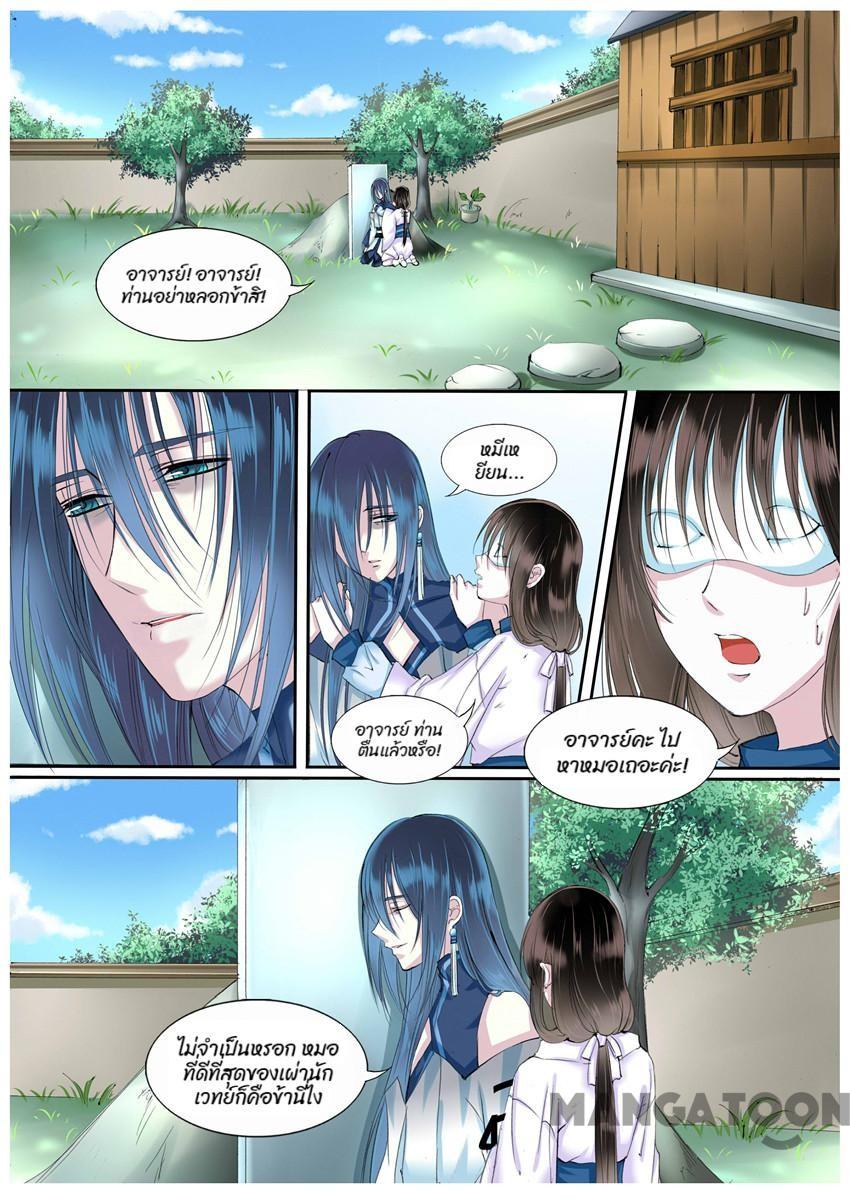 อาจารย์! อาจารย์!
ท่านอย่าหลอกข้าสิ!
หมีเห
ยียน...
อาจารย์ ท่าน
ตื่นแล้วหรือ!
อาจารย์คะ ไป
หาหมอเถอะค่ะ!
ไม่จำเป็นหรอก หมอ
ที่ดีที่สุดของเผ่านัก
เวทย์ก็คือข้านี่ไง
MANGATOON